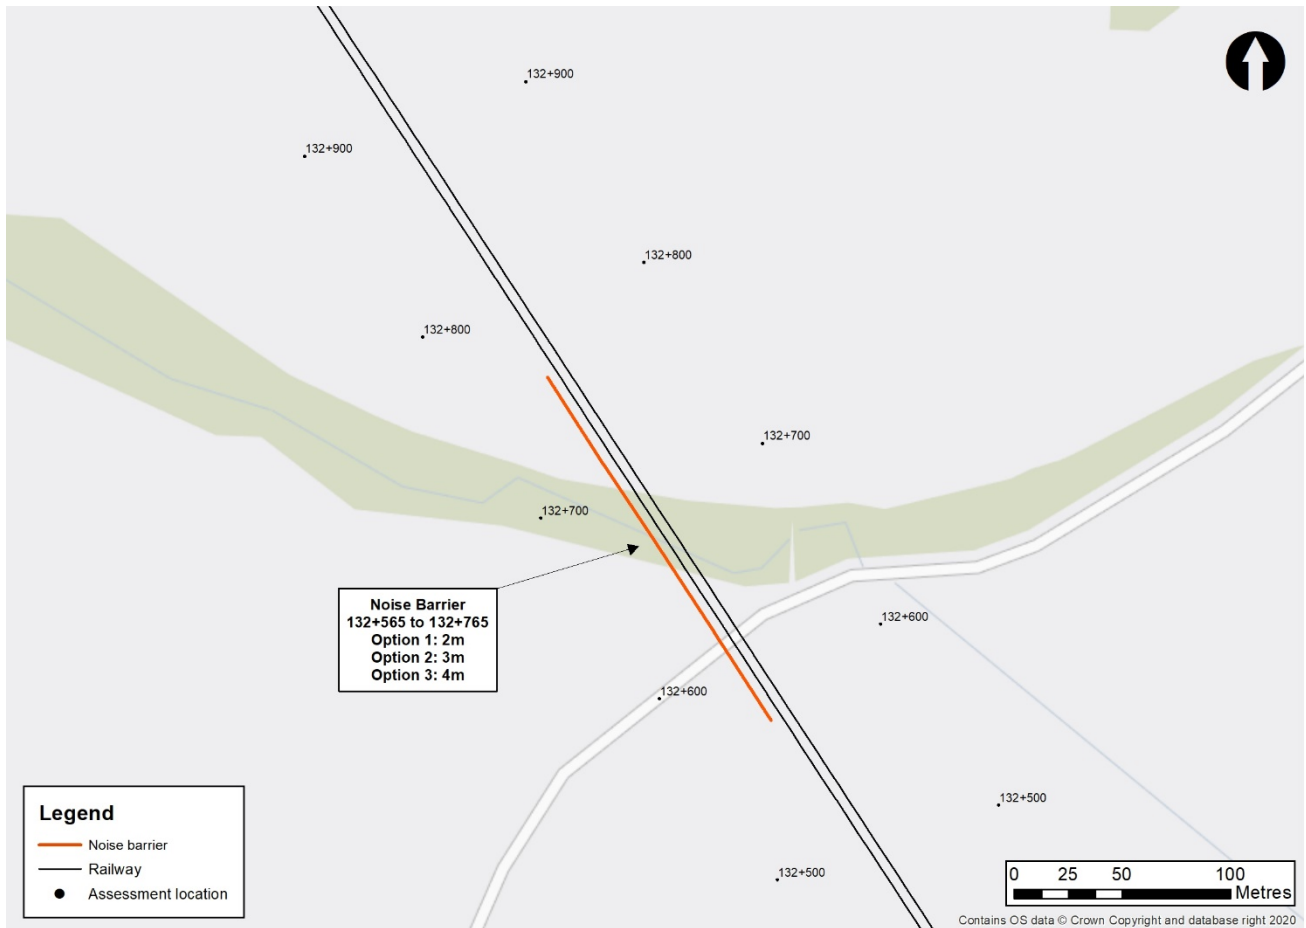 132+900
132+900
132+800
132+800
132+700
132+700
Noise Barrier
132+565 to 132+765
Option 1: 2m
Option 2: 3m
Option 3: 4m
132+600
132+600
132+500
132+500
Legend
Noise barrier
Railway
Assessment location
0 25 50 100
Metres
Contains OS data © Crown Copyright and database right 2020